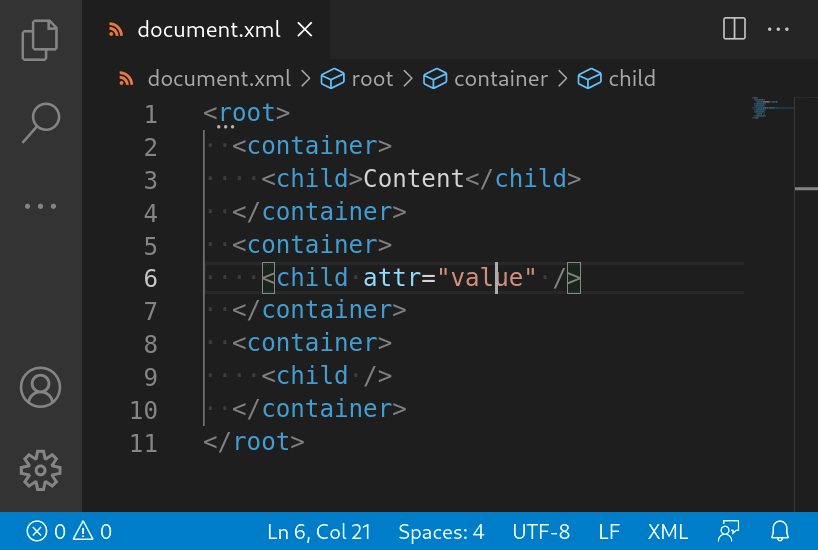 document.xml
document.xml > root > container > child
1 <root>
2 <container>
3 <child>Content</child>
4 </container>
5 <container>
6 <child attr="value" />
7 </container>
8 <container>
9 <child />
10 </container>
11 </root>
0 0 Ln 6, Col 21 Spaces: 4 UTF-8 LF XML